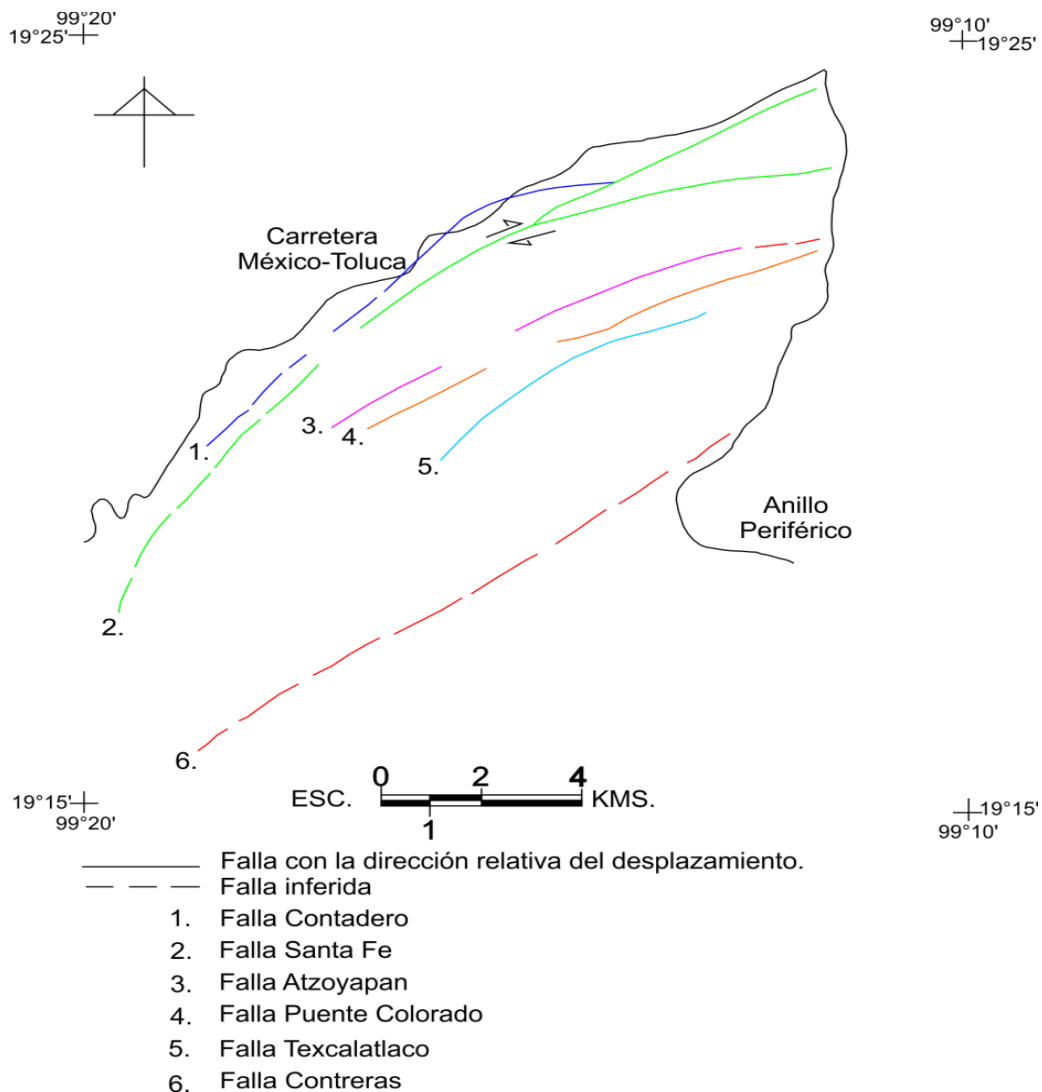 99°20'
19°25'
99°10'
19°25'
Carretera
México-Toluca
1.
2.
3.
4.
5.
6.
Anillo
Periférico
0 2 4
ESC. KMS.
1
19°15'
99°20'
19°15'
99°10'
Falla con la dirección relativa del desplazamiento.
Falla inferida
1. Falla Contadero
2. Falla Santa Fe
3. Falla Atzoyapan
4. Falla Puente Colorado
5. Falla Texcalatlaco
6. Falla Contreras